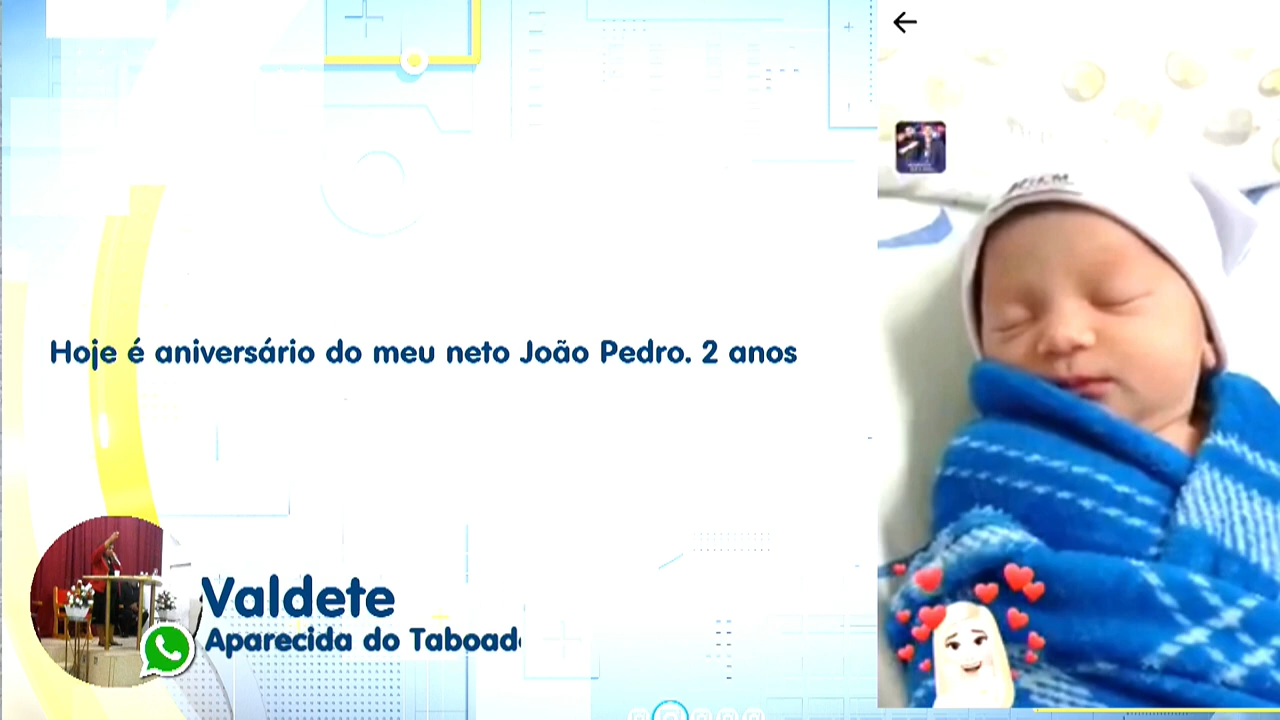 Hoje é aniversário do meu neto João Pedro. 2 anos
Valdete
Aparecida do Taboad